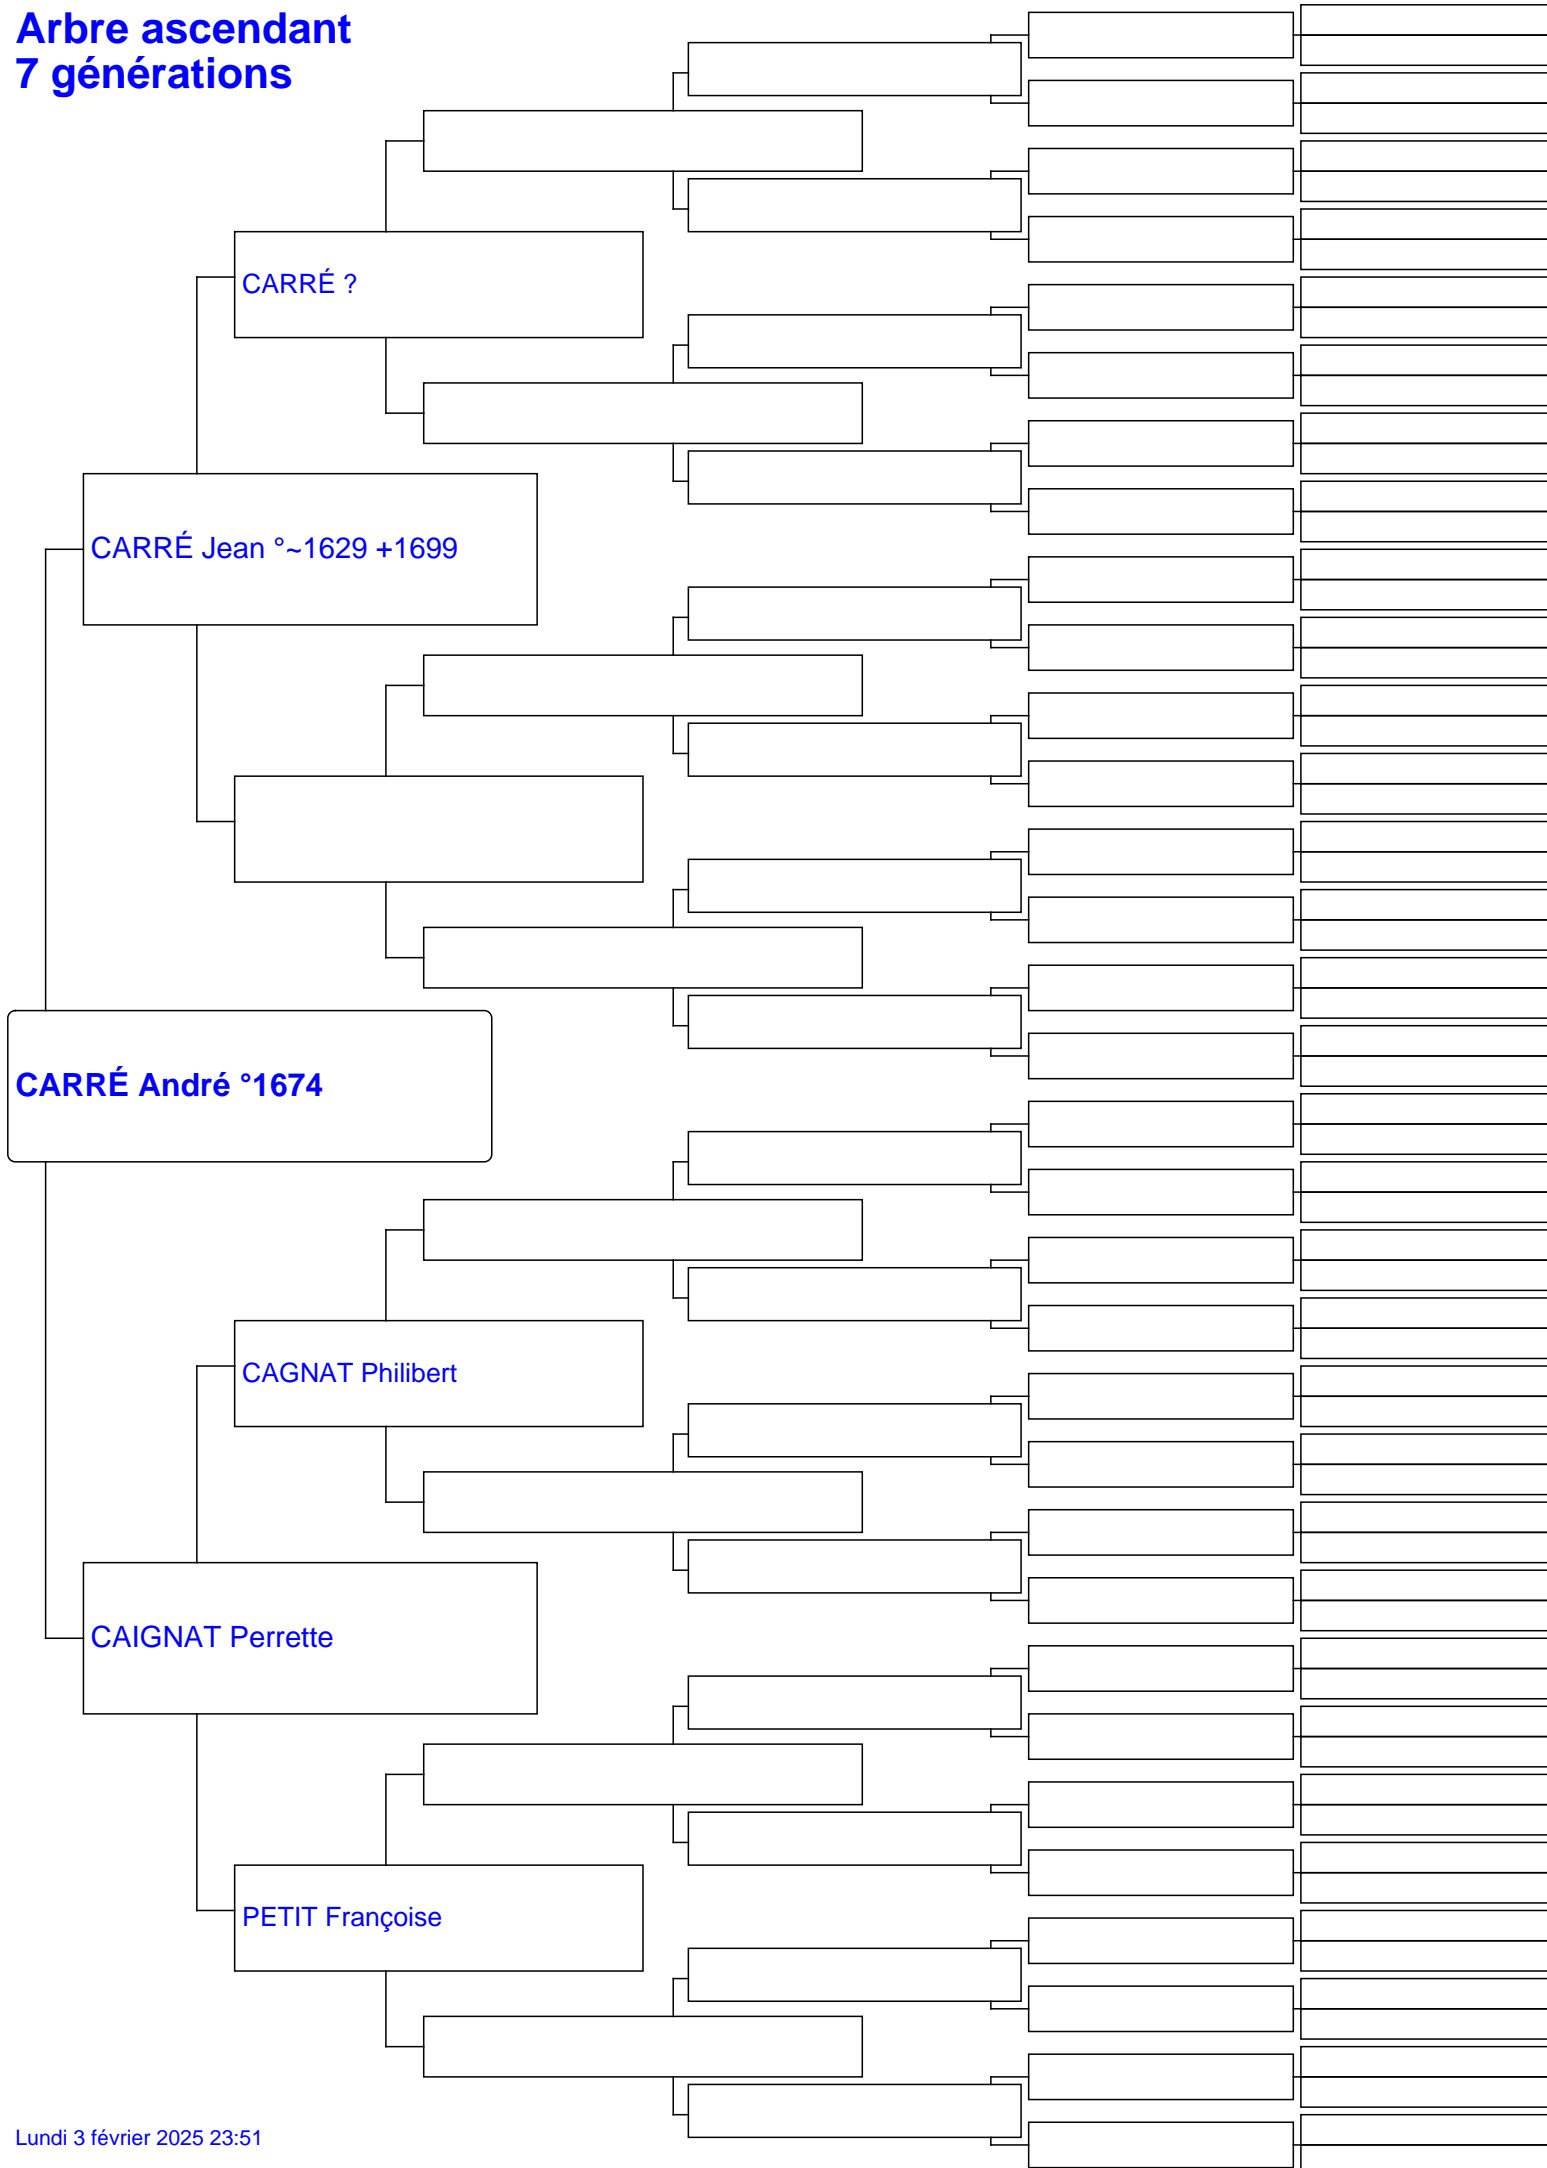 Arbre ascendant
7 générations
CARRÉ ?
CARRÉ Jean °~1629 +1699
CARRÉ André °1674
CAGNAT Philibert
CAIGNAT Perrette
PETIT Françoise
Lundi 3 février 2025 23:51